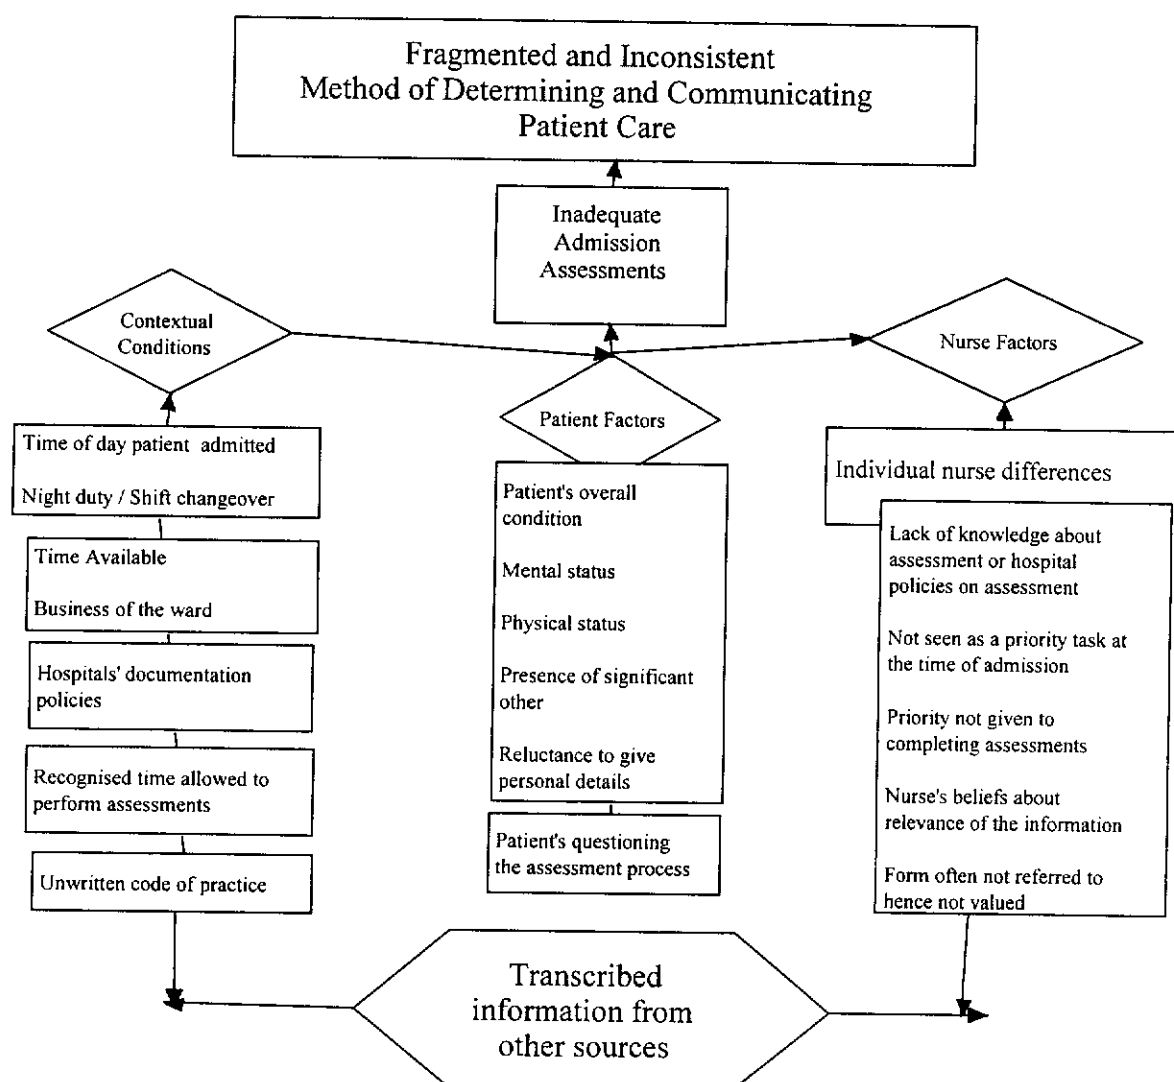 Fragmented and Inconsistent
Method of Determining and Communicating
Patient Care
Inadequate
Admission
Assessments
Contextual
Conditions
Patient Factors
Nurse Factors
Time of day patient admitted
Night duty / Shift changeover
Time Available
Business of the ward
Hospitals' documentation
policies
Recognised time allowed to
perform assessments
Unwritten code of practice
Patient's overall
condition
Mental status
Physical status
Presence of significant
other
Reluctance to give
personal details
Patient's questioning
the assessment process
Individual nurse differences
Lack of knowledge about
assessment or hospital
policies on assessment
Not seen as a priority task at
the time of admission
Priority not given to
completing assessments
Nurse's beliefs about
relevance of the information
Form often not referred to
hence not valued
Transcribed
information from
other sources